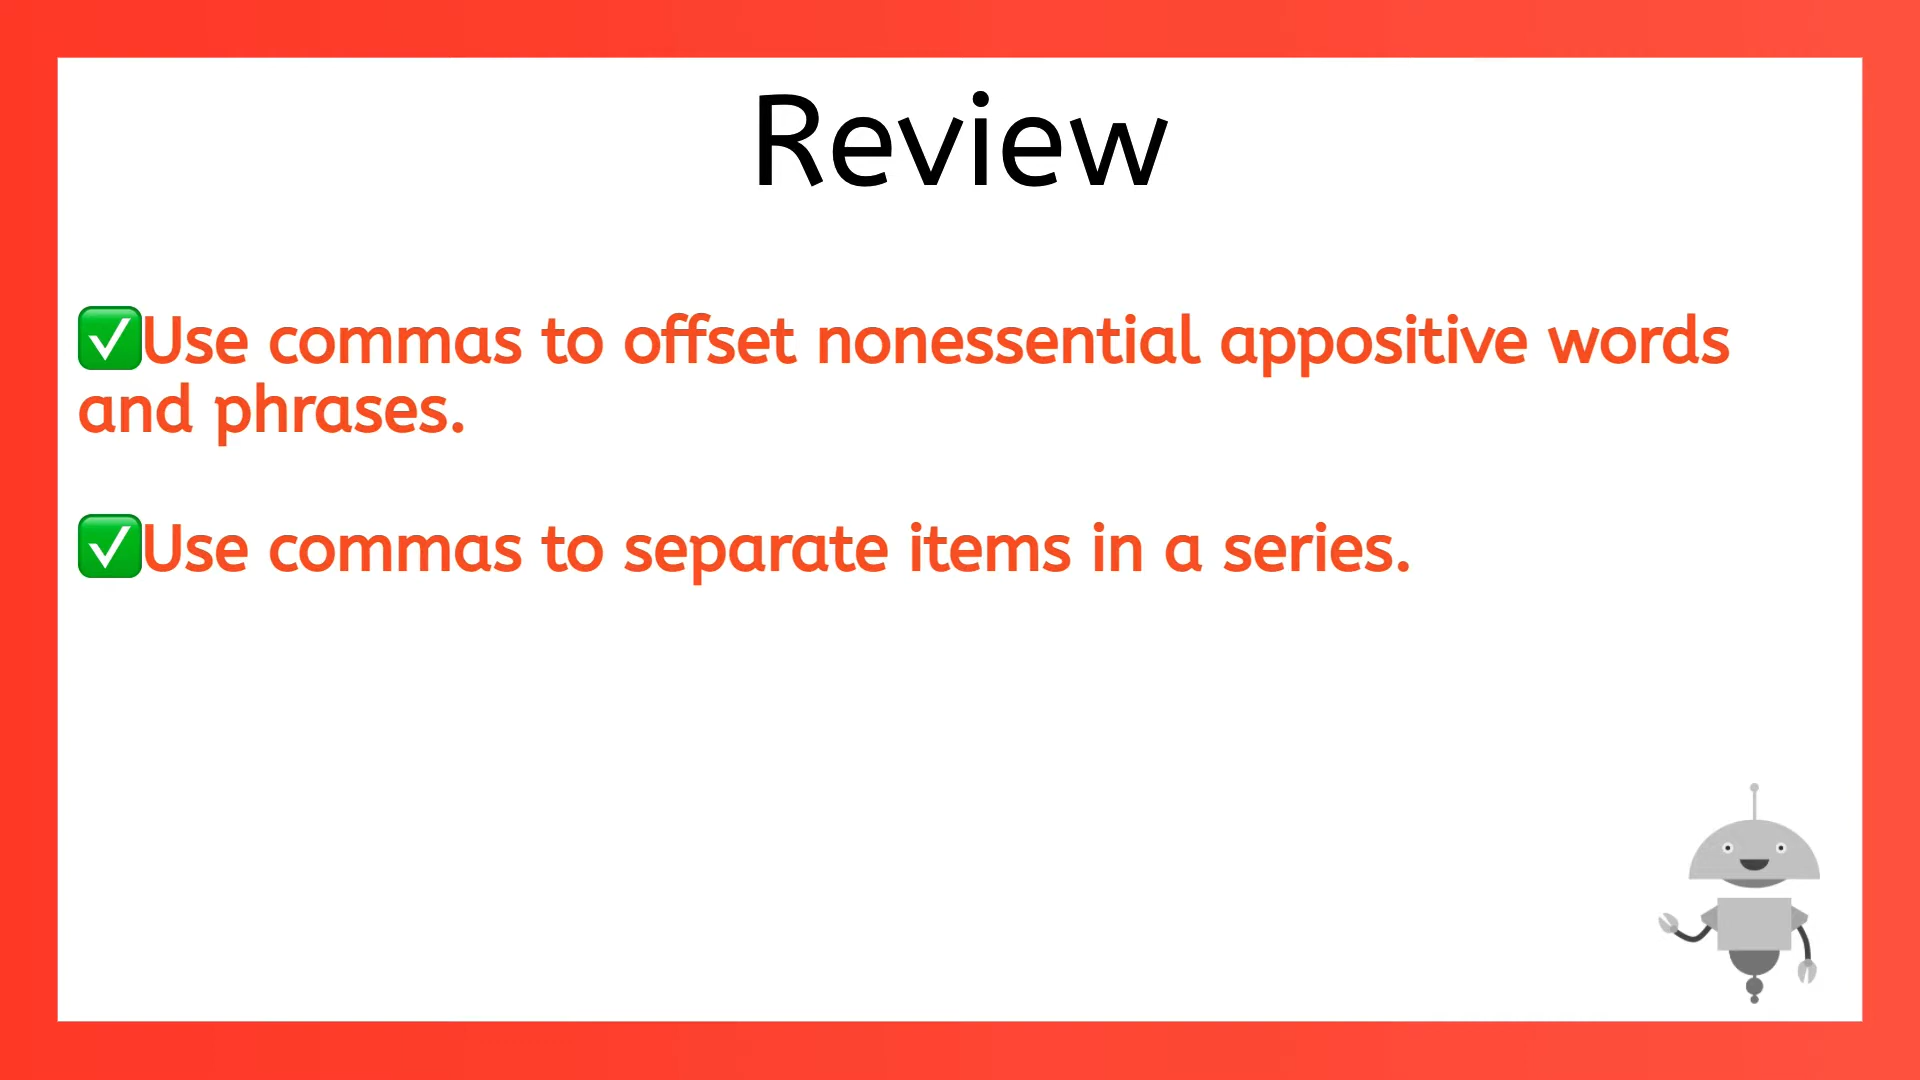 Review
✅Use commas to offset nonessential appositive words
and phrases.
✅Use commas to separate items in a series.